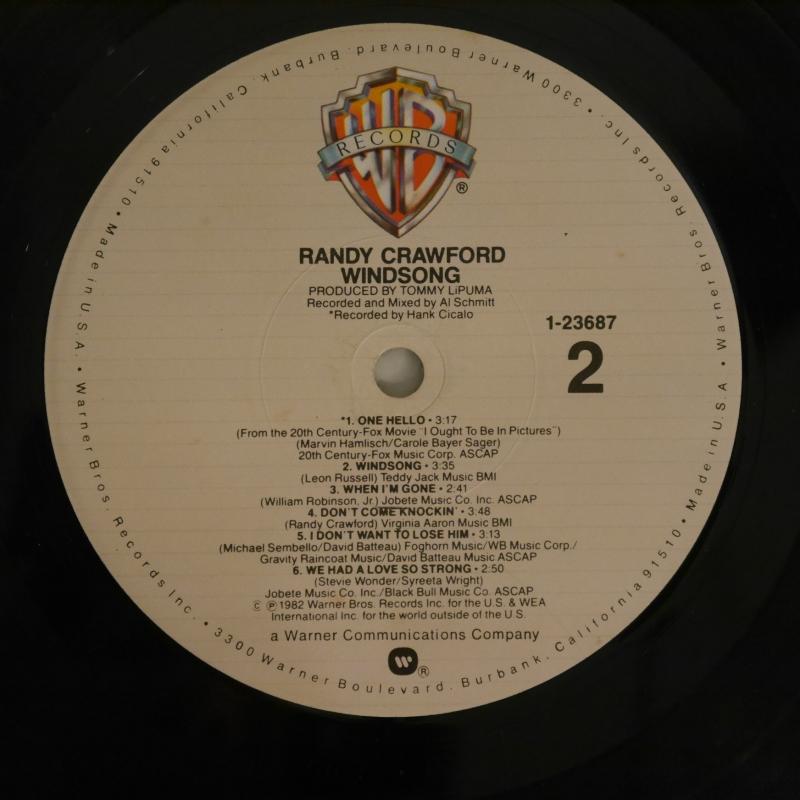 WB
RECORDS
®
RANDY CRAWFORD
WINDSONG
PRODUCED BY TOMMY LiPUMA
Recorded and Mixed by Al Schmitt
*Recorded by Hank Cicalo
1-23687
2
*1. ONE HELLO • 3:17
(From the 20th Century-Fox Movie "I Ought To Be In Pictures")
(Marvin Hamlisch/Carole Bayer Sager)
20th Century-Fox Music Corp. ASCAP
2. WINDSONG • 3:35
(Leon Russell) Teddy Jack Music BMI
3. WHEN I'M GONE • 2:41
(William Robinson, Jr.) Jobete Music Co. Inc. ASCAP
4. DON'T COME KNOCKIN' • 3:48
(Randy Crawford) Virginia Aaron Music BMI
5. I DON'T WANT TO LOSE HIM • 3:13
(Michael Sembello/David Batteau) Foghorn Music/WB Music Corp./
Gravity Raincoat Music/David Batteau Music ASCAP
6. WE HAD A LOVE SO STRONG • 2:50
(Stevie Wonder/Syreeta Wright)
Jobete Music Co. Inc./Black Bull Music Co. ASCAP
© ℗ 1982 Warner Bros. Records Inc. for the U.S. & WEA
International Inc. for the world outside of the U.S.
a Warner Communications Company
®
Warner Bros. Records Inc. • 3300 Warner Boulevard. Burbank. California 91510 • Made in U.S.A. •
Warner Bros. Records Inc. • 3300 Warner Boulevard. Burbank. California 91510 • Made in U.S.A. •